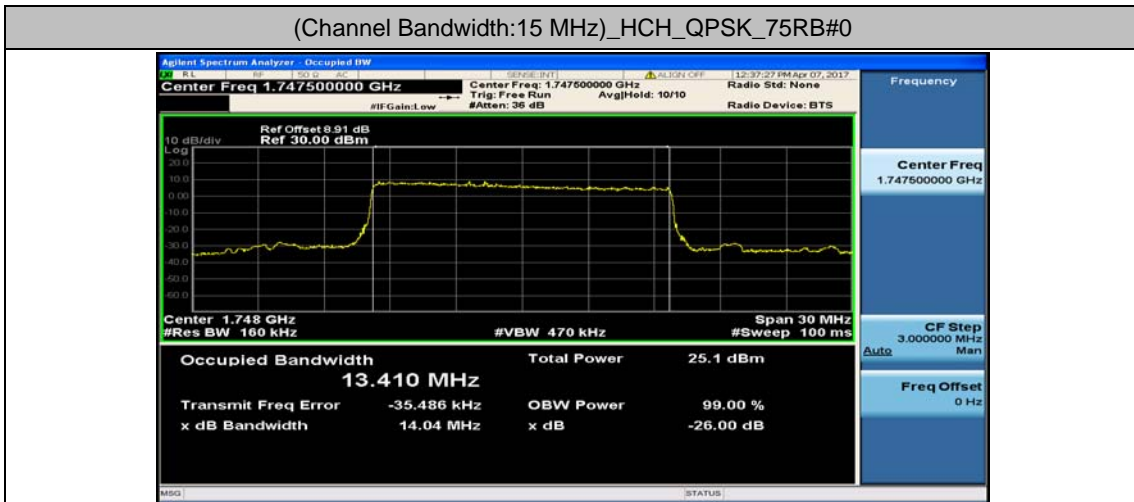 (Channel Bandwidth:15 MHz)_HCH_QPSK_75RB#0
Agilent Spectrum Analyzer - Occupied BW
RL RF 50 Ω AC SENSE:INT ALIGN OFF 12:37:27 PM Apr 07, 2017
Center Freq 1.747500000 GHz
Center Freq: 1.747500000 GHz
Radio Std: None
Trig: Free Run Avg|Hold: 10/10
#IFGain:Low #Atten: 36 dB Radio Device: BTS
Ref Offset 8.91 dB
10 dB/div Ref 30.00 dBm
Log
20.0
10.0
0.00
-10.0
-20.0
-30.0
-40.0
-50.0
-60.0
Center 1.748 GHz Span 30 MHz
#Res BW 160 kHz #VBW 470 kHz #Sweep 100 ms
Occupied Bandwidth Total Power 25.1 dBm
13.410 MHz
Transmit Freq Error -35.486 kHz OBW Power 99.00 %
x dB Bandwidth 14.04 MHz x dB -26.00 dB
MSG STATUS
Frequency
Center Freq
1.747500000 GHz
CF Step
3.000000 MHz
Auto Man
Freq Offset
0 Hz